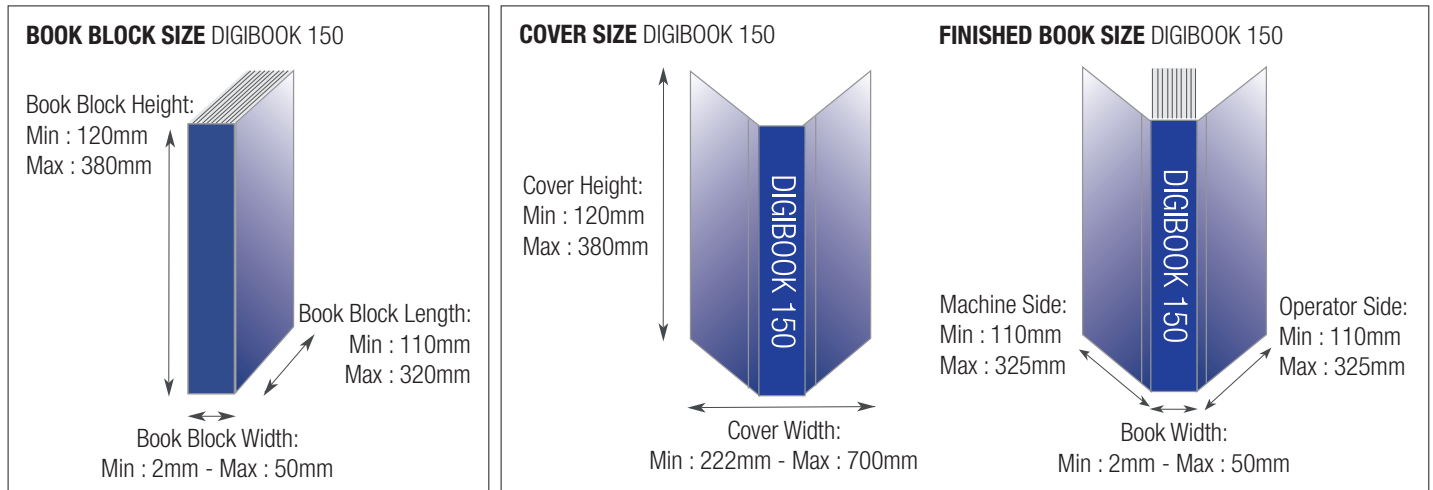 BOOK BLOCK SIZE DIGIBOOK 150
Book Block Height:
Min : 120mm
Max : 380mm
Book Block Length:
Min : 110mm
Max : 320mm
Book Block Width:
Min : 2mm - Max : 50mm
COVER SIZE DIGIBOOK 150
Cover Height:
Min : 120mm
Max : 380mm
DIGIBOOK 150
Cover Width:
Min : 222mm - Max : 700mm
FINISHED BOOK SIZE DIGIBOOK 150
DIGIBOOK 150
Machine Side:
Min : 110mm
Max : 325mm
Operator Side:
Min : 110mm
Max : 325mm
Book Width:
Min : 2mm - Max : 50mm